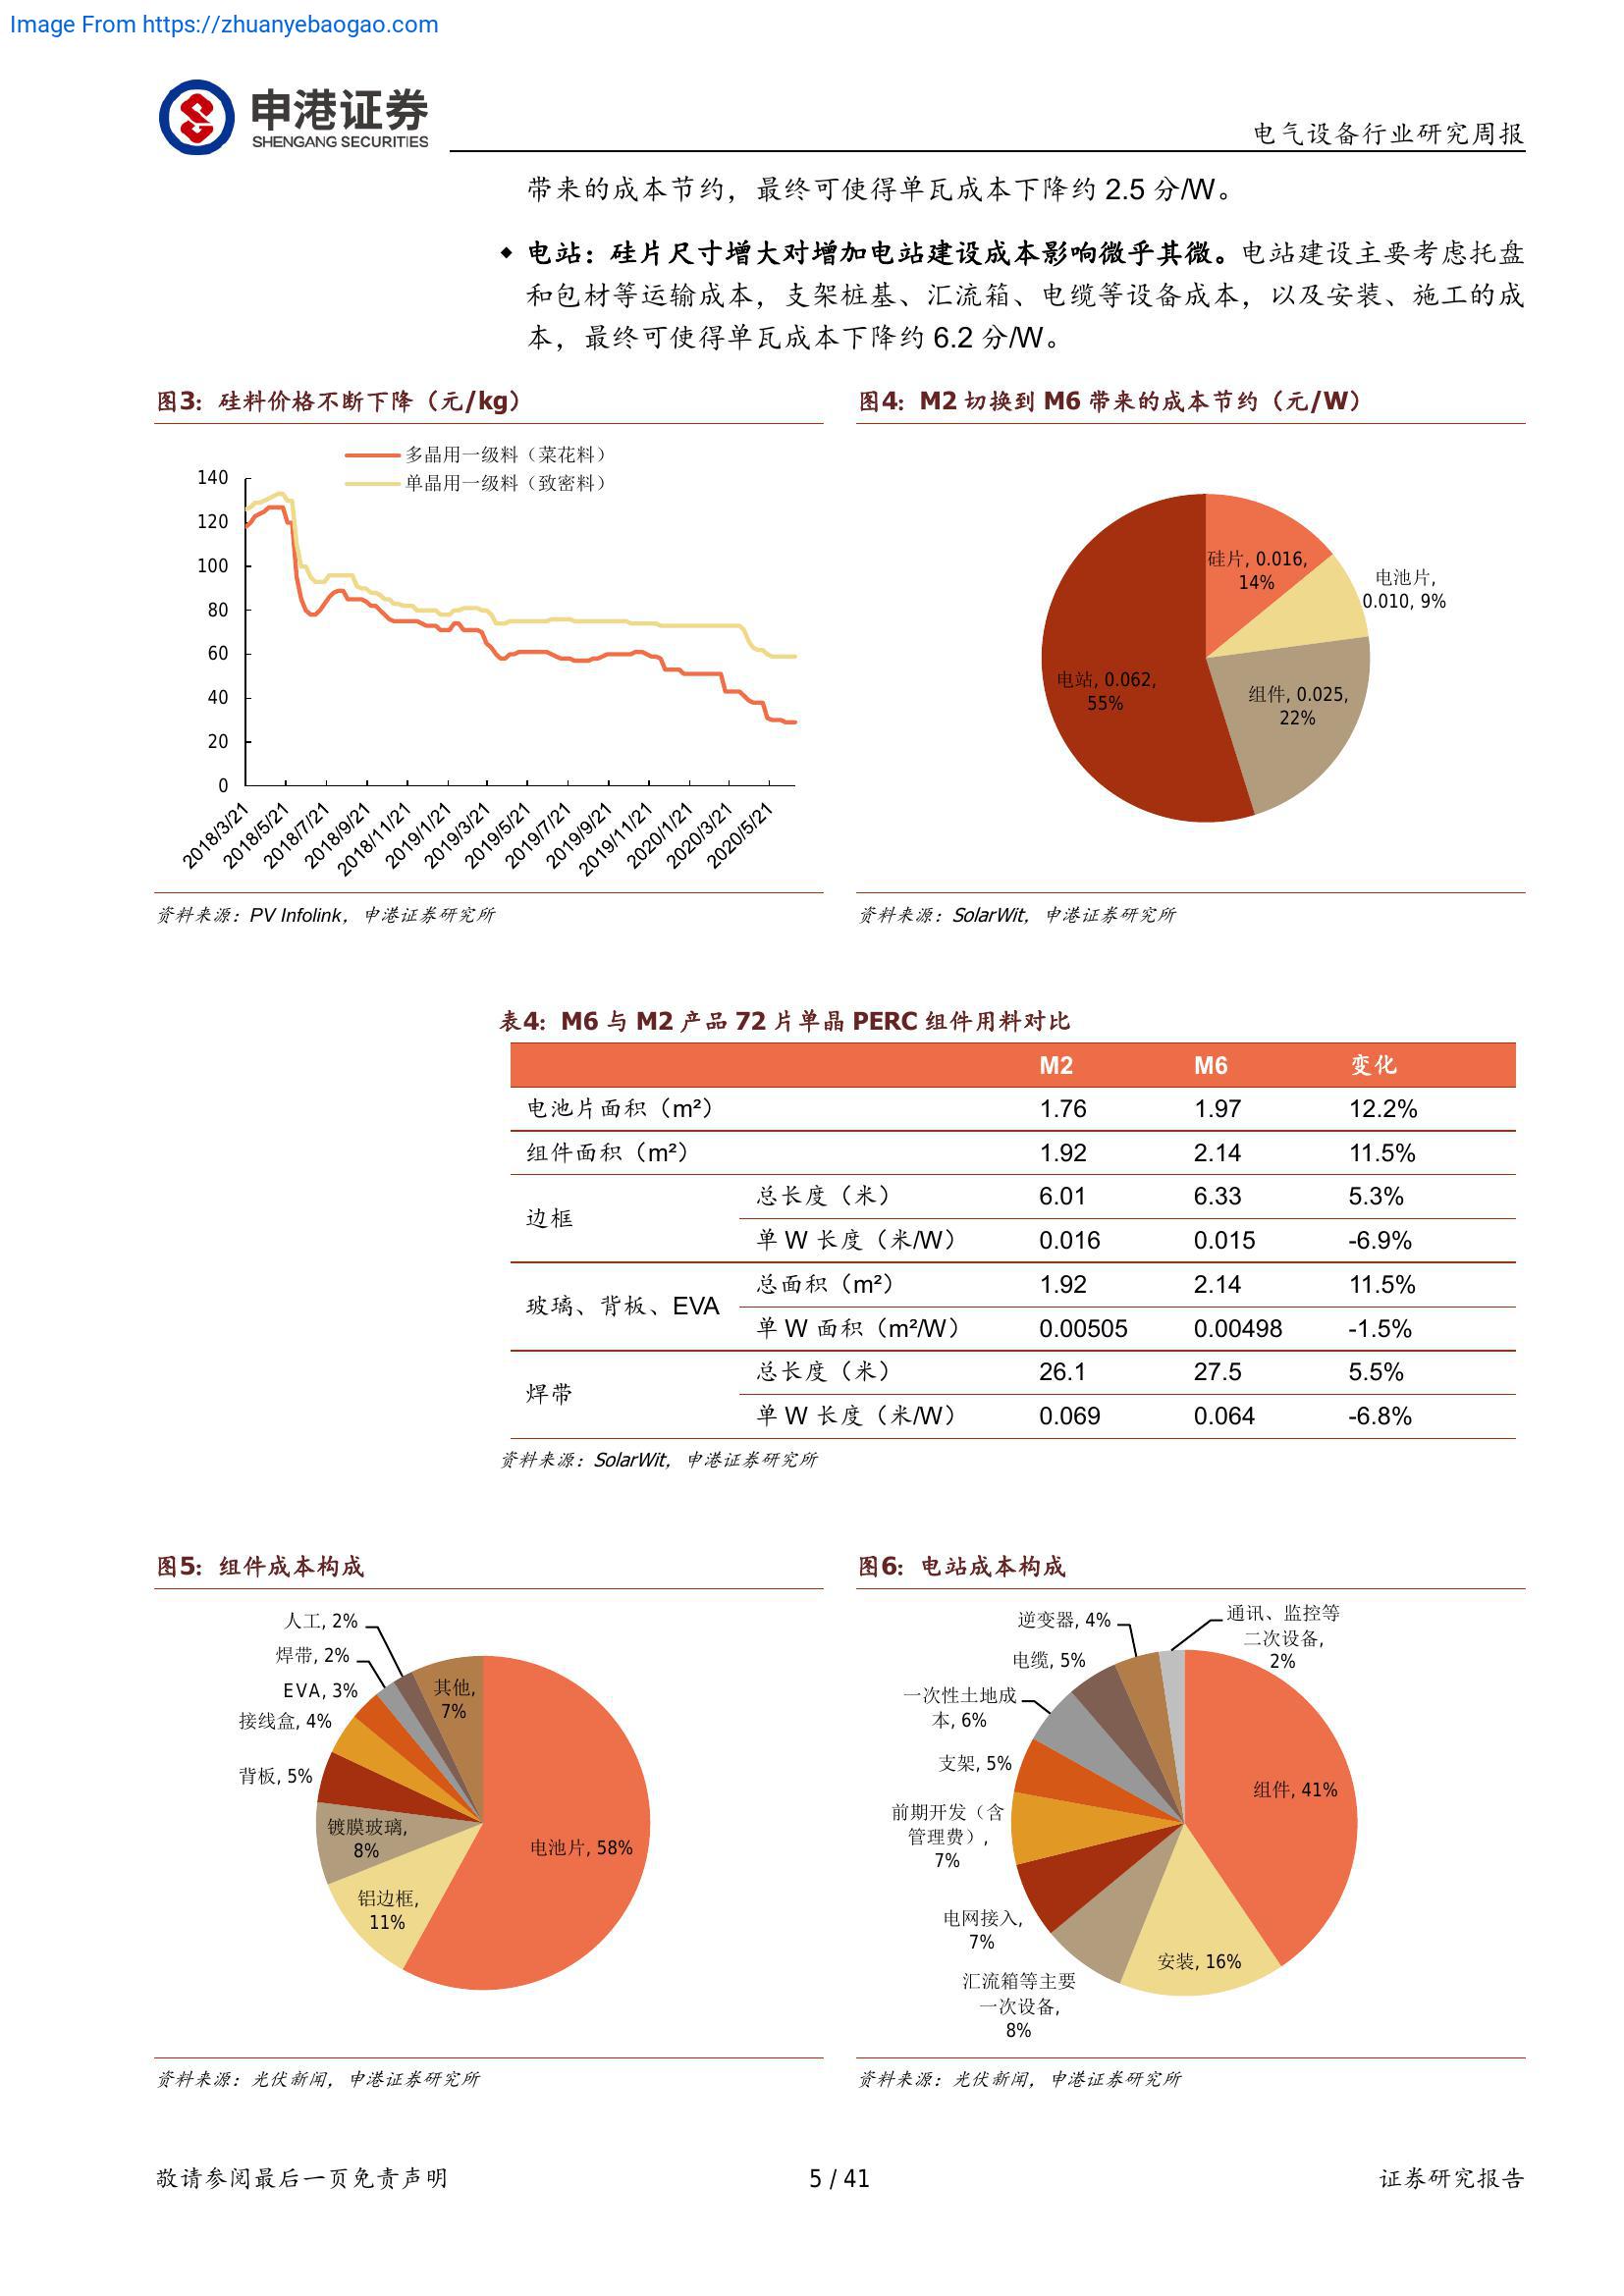 Image From https://zhuanyebaogao.com
申港证券
SHENGANG SECURITIES
电气设备行业研究周报
带来的成本节约，最终可使得单瓦成本下降约 2.5 分/W。
◆ 电站：硅片尺寸增大对增加电站建设成本影响微乎其微。电站建设主要考虑托盘
和包材等运输成本，支架桩基、汇流箱、电缆等设备成本，以及安装、施工的成
本，最终可使得单瓦成本下降约 6.2 分/W。
图3：硅料价格不断下降（元/kg）
多晶用一级料（菜花料）
单晶用一级料（致密料）
140
120
100
80
60
40
20
0
2018/3/21
2018/5/21
2018/7/21
2018/9/21
2018/11/21
2019/1/21
2019/3/21
2019/5/21
2019/7/21
2019/9/21
2019/11/21
2020/1/21
2020/3/21
2020/5/21
资料来源：PV Infolink，申港证券研究所
图4：M2 切换到 M6 带来的成本节约（元/W）
硅片, 0.016,
14%
电池片,
0.010, 9%
组件, 0.025,
22%
电站, 0.062,
55%
资料来源：SolarWit，申港证券研究所
表4：M6 与 M2 产品 72 片单晶 PERC 组件用料对比
M2 M6 变化
电池片面积（m²） 1.76 1.97 12.2%
组件面积（m²） 1.92 2.14 11.5%
边框
总长度（米） 6.01 6.33 5.3%
单 W 长度（米/W） 0.016 0.015 -6.9%
玻璃、背板、EVA
总面积（m²） 1.92 2.14 11.5%
单 W 面积（m²/W） 0.00505 0.00498 -1.5%
焊带
总长度（米） 26.1 27.5 5.5%
单 W 长度（米/W） 0.069 0.064 -6.8%
资料来源：SolarWit，申港证券研究所
图5：组件成本构成
人工, 2%
焊带, 2%
EVA, 3%
接线盒, 4%
背板, 5%
镀膜玻璃,
8%
铝边框,
11%
其他,
7%
电池片, 58%
资料来源：光伏新闻，申港证券研究所
图6：电站成本构成
逆变器, 4%
电缆, 5%
一次性土地成
本, 6%
支架, 5%
前期开发（含
管理费）,
7%
电网接入,
7%
汇流箱等主要
一次设备,
8%
通讯、监控等
二次设备,
2%
组件, 41%
安装, 16%
资料来源：光伏新闻，申港证券研究所
敬请参阅最后一页免责声明
5 / 41
证券研究报告